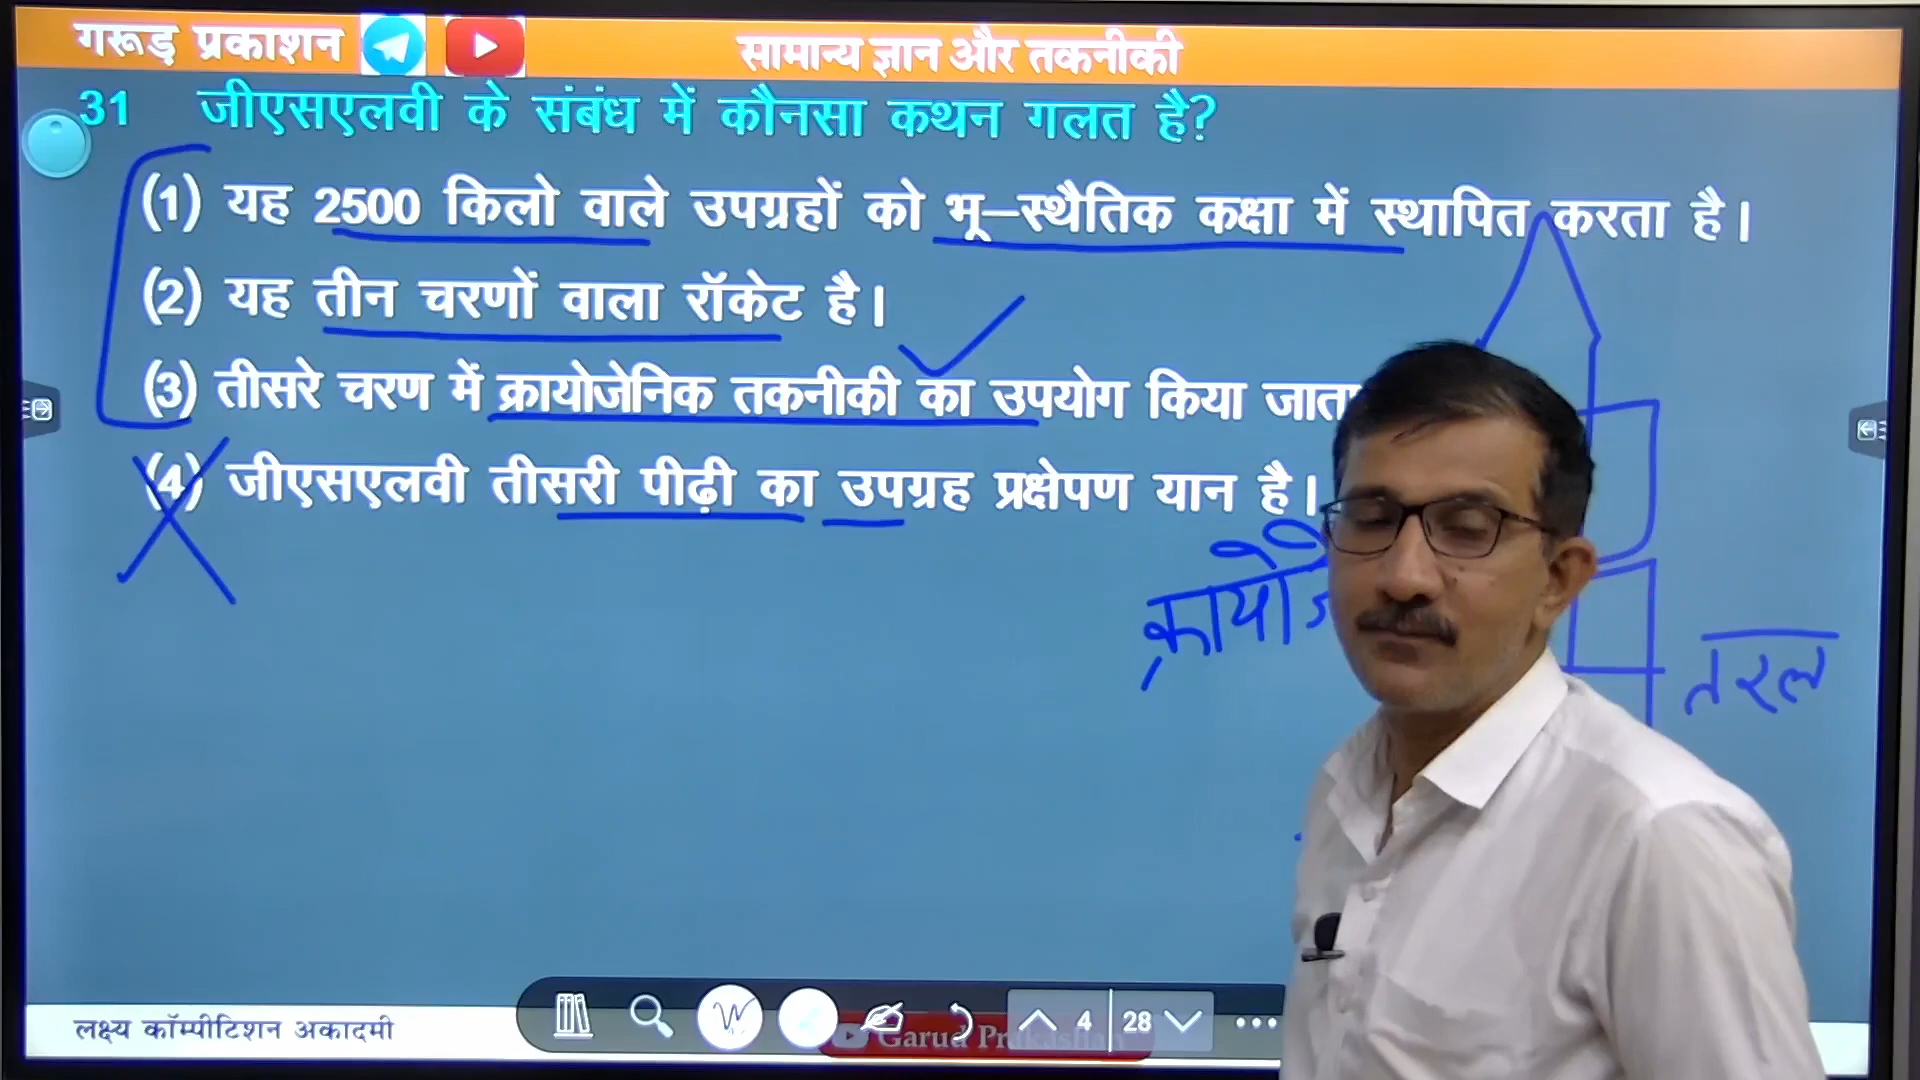 गरूड़ प्रकाशन
सामान्य ज्ञान और तकनीकी
31 जीएसएलवी के संबंध में कौनसा कथन गलत है?
(1) यह 2500 किलो वाले उपग्रहों को भू–स्थैतिक कक्षा में स्थापित करता है।
(2) यह तीन चरणों वाला रॉकेट है।
(3) तीसरे चरण में क्रायोजेनिक तकनीकी का उपयोग किया
(4) जीएसएलवी तीसरी पीढ़ी का उपग्रह प्रक्षेपण यान है।
तरल
लक्ष्य कॉम्पीटिशन अकादमी
4 28
Garud